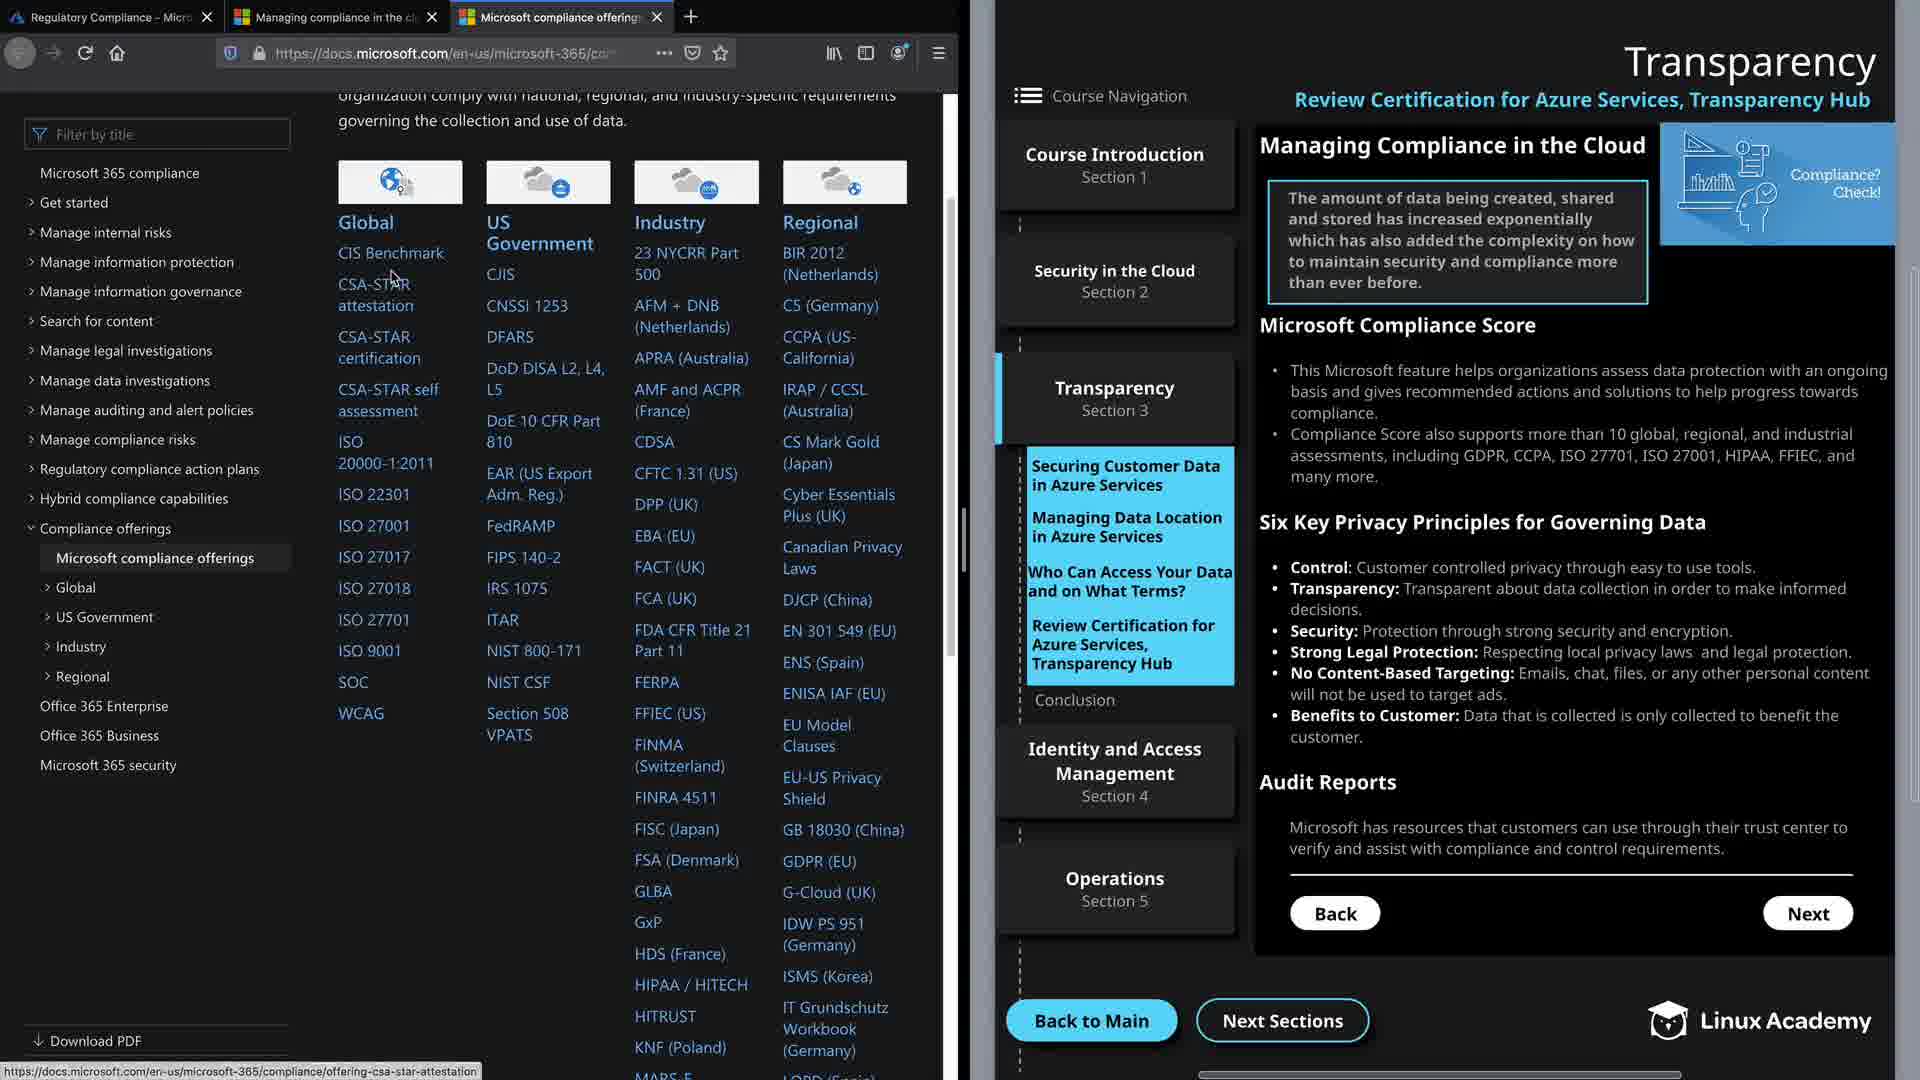 Regulatory Compliance - Micro
Managing compliance in the cl
Microsoft compliance offering
https://docs.microsoft.com/en-us/microsoft-365/co
organization comply with national, regional, and industry-specific requirements
governing the collection and use of data.
Filter by title
Microsoft 365 compliance
Get started
Manage internal risks
Manage information protection
Manage information governance
Search for content
Manage legal investigations
Manage data investigations
Manage auditing and alert policies
Manage compliance risks
Regulatory compliance action plans
Hybrid compliance capabilities
Compliance offerings
Microsoft compliance offerings
Global
US Government
Industry
Regional
Office 365 Enterprise
Office 365 Business
Microsoft 365 security
Download PDF
https://docs.microsoft.com/en-us/microsoft-365/compliance/offering-csa-star-attestation
Global
CIS Benchmark
CSA-STAR
attestation
CSA-STAR
certification
CSA-STAR self
assessment
ISO
20000-1:2011
ISO 22301
ISO 27001
ISO 27017
ISO 27018
ISO 27701
ISO 9001
SOC
WCAG
US
Government
CJIS
CNSSI 1253
DFARS
DoD DISA L2, L4,
L5
DoE 10 CFR Part
810
EAR (US Export
Adm. Reg.)
FedRAMP
FIPS 140-2
IRS 1075
ITAR
NIST 800-171
NIST CSF
Section 508
VPATS
Industry
23 NYCRR Part
500
AFM + DNB
(Netherlands)
APRA (Australia)
AMF and ACPR
(France)
CDSA
CFTC 1.31 (US)
DPP (UK)
EBA (EU)
FACT (UK)
FCA (UK)
FDA CFR Title 21
Part 11
FERPA
FFIEC (US)
FINMA
(Switzerland)
FINRA 4511
FISC (Japan)
FSA (Denmark)
GLBA
GxP
HDS (France)
HIPAA / HITECH
HITRUST
KNF (Poland)
MARS-E
Regional
BIR 2012
(Netherlands)
CS (Germany)
CCPA (US-
California)
IRAP / CCSL
(Australia)
CS Mark Gold
(Japan)
Cyber Essentials
Plus (UK)
Canadian Privacy
Laws
DJCP (China)
EN 301 549 (EU)
ENS (Spain)
ENISA IAF (EU)
EU Model
Clauses
EU-US Privacy
Shield
GB 18030 (China)
GDPR (EU)
G-Cloud (UK)
IDW PS 951
(Germany)
ISMS (Korea)
IT Grundschutz
Workbook
(Germany)
LOPD (Spain)
Transparency
Review Certification for Azure Services, Transparency Hub
Course Navigation
Course Introduction
Section 1
Security in the Cloud
Section 2
Transparency
Section 3
Securing Customer Data
in Azure Services
Managing Data Location
in Azure Services
Who Can Access Your Data
and on What Terms?
Review Certification for
Azure Services,
Transparency Hub
Conclusion
Identity and Access
Management
Section 4
Operations
Section 5
Managing Compliance in the Cloud
Compliance?
Check!
The amount of data being created, shared
and stored has increased exponentially
which has also added the complexity on how
to maintain security and compliance more
than ever before.
Microsoft Compliance Score
• This Microsoft feature helps organizations assess data protection with an ongoing
basis and gives recommended actions and solutions to help progress towards
compliance.
• Compliance Score also supports more than 10 global, regional, and industrial
assessments, including GDPR, CCPA, ISO 27701, ISO 27001, HIPAA, FFIEC, and
many more.
Six Key Privacy Principles for Governing Data
• Control: Customer controlled privacy through easy to use tools.
• Transparency: Transparent about data collection in order to make informed
decisions.
• Security: Protection through strong security and encryption.
• Strong Legal Protection: Respecting local privacy laws and legal protection.
• No Content-Based Targeting: Emails, chat, files, or any other personal content
will not be used to target ads.
• Benefits to Customer: Data that is collected is only collected to benefit the
customer.
Audit Reports
Microsoft has resources that customers can use through their trust center to
verify and assist with compliance and control requirements.
Back
Next
Back to Main
Next Sections
Linux Academy